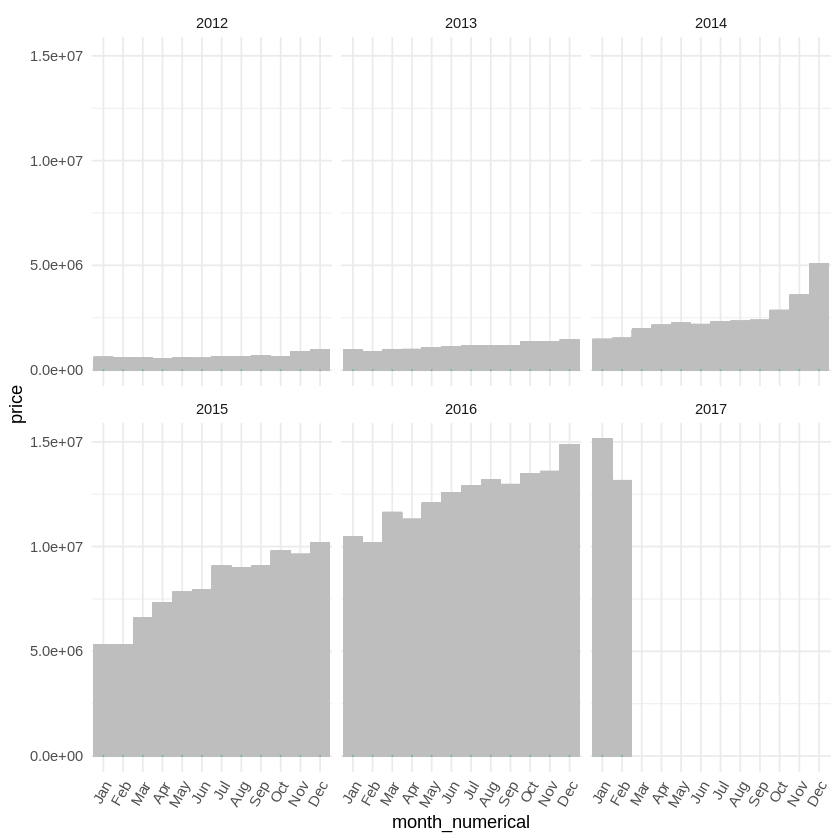 2012 2013 2014
1.5e+07
1.0e+07
5.0e+06
0.0e+00
price
2015 2016 2017
1.5e+07
1.0e+07
5.0e+06
0.0e+00
Jan Feb Mar Apr May Jun Jul Aug Sep Oct Nov Dec Jan Feb Mar Apr May Jun Jul Aug Sep Oct Nov Dec Jan Feb Mar Apr May Jun Jul Aug Sep Oct Nov Dec
month_numerical